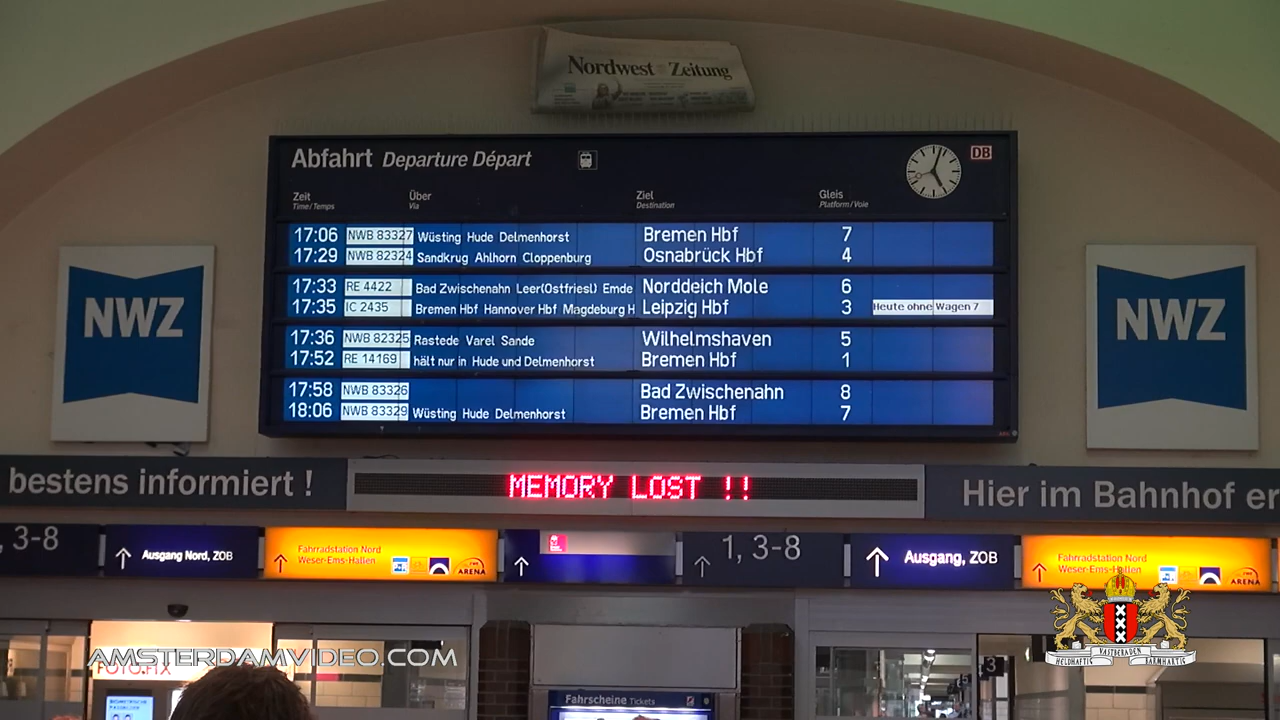 Nordwest Zeitung
Abfahrt Departure Départ
DB
Zeit Über Ziel Gleis
Time/Temps Via Destination Platform/Voie
17:06 NWB 83327 Wüsting Hude Delmenhorst Bremen Hbf 7
17:29 NWB 82324 Sandkrug Ahlhorn Cloppenburg Osnabrück Hbf 4
17:33 RE 4422 Bad Zwischenahn Leer(Ostfriesl) Emde Norddeich Mole 6
17:35 IC 2435 Bremen Hbf Hannover Hbf Magdeburg H Leipzig Hbf 3 Heute ohne Wagen 7
17:36 NWB 82325 Rastede Varel Sande Wilhelmshaven 5
17:52 RE 14169 hält nur in Hude und Delmenhorst Bremen Hbf 1
17:58 NWB 83326 Bad Zwischenahn 8
18:06 NWB 83329 Wüsting Hude Delmenhorst Bremen Hbf 7
NWZ
NWZ
bestens informiert !
MEMORY LOST !!
Hier im Bahnhof er
, 3-8
Ausgang Nord, ZOB
Fahrradstation Nord
Weser-Ems-Hallen
ARENA
1, 3-8
Ausgang, ZOB
Fahrradstation Nord
Weser-Ems-Hallen
ARENA
FOTOFIX
AMSTERDAMVIDEO.COM
3
Fahrscheine Tickets
HELDHAFTIG VASTBERADEN BARMHARTIG